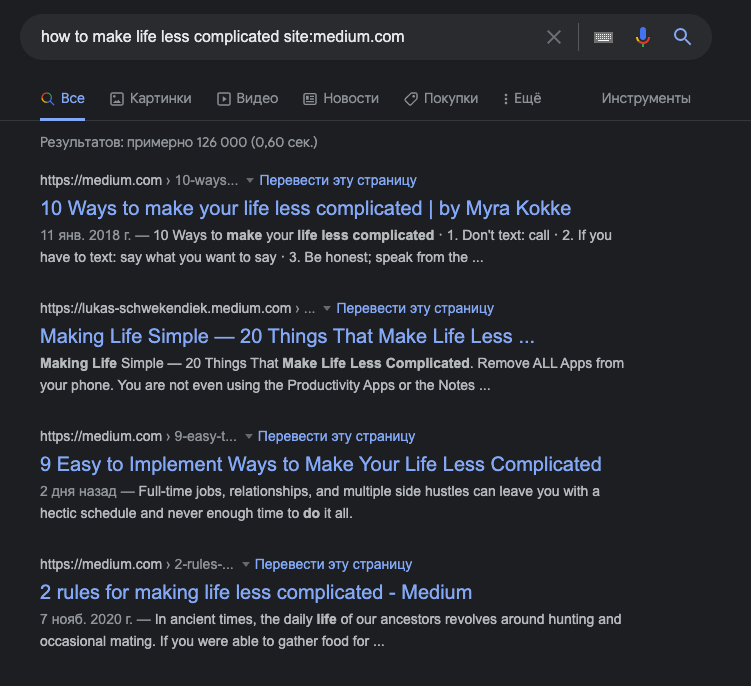 how to make life less complicated site:medium.com
Все Картинки Видео Новости Покупки Ещё Инструменты
Результатов: примерно 126 000 (0,60 сек.)
https://medium.com › 10-ways... Перевести эту страницу
10 Ways to make your life less complicated | by Myra Kokke
11 янв. 2018 г. — 10 Ways to make your life less complicated · 1. Don't text: call · 2. If you
have to text: say what you want to say · 3. Be honest; speak from the ...
https://lukas-schwekendiek.medium.com › ... Перевести эту страницу
Making Life Simple — 20 Things That Make Life Less ...
Making Life Simple — 20 Things That Make Life Less Complicated. Remove ALL Apps from
your phone. You are not even using the Productivity Apps or the Notes ...
https://medium.com › 9-easy-t... Перевести эту страницу
9 Easy to Implement Ways to Make Your Life Less Complicated
2 дня назад — Full-time jobs, relationships, and multiple side hustles can leave you with a
hectic schedule and never enough time to do it all.
https://medium.com › 2-rules-... Перевести эту страницу
2 rules for making life less complicated - Medium
7 нояб. 2020 г. — In ancient times, the daily life of our ancestors revolves around hunting and
occasional mating. If you were able to gather food for ...